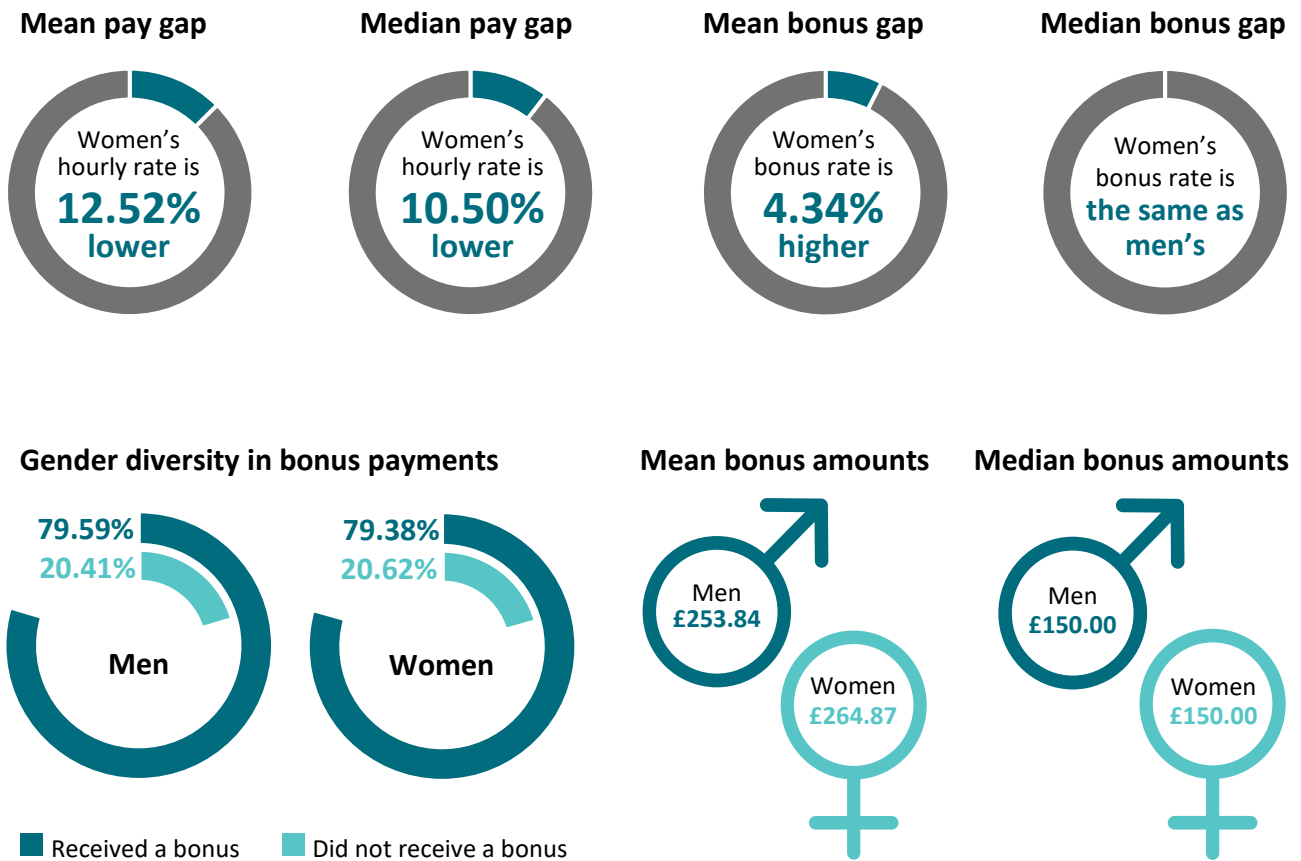 Mean pay gap
Women's
hourly rate is
12.52%
lower
Median pay gap
Women's
hourly rate is
10.50%
lower
Mean bonus gap
Women's
bonus rate is
4.34%
higher
Median bonus gap
Women's
bonus rate is
the same as
men's
Gender diversity in bonus payments
79.59%
20.41%
Men
79.38%
20.62%
Women
Received a bonus
Did not receive a bonus
Mean bonus amounts
Men
£253.84
Women
£264.87
Median bonus amounts
Men
£150.00
Women
£150.00